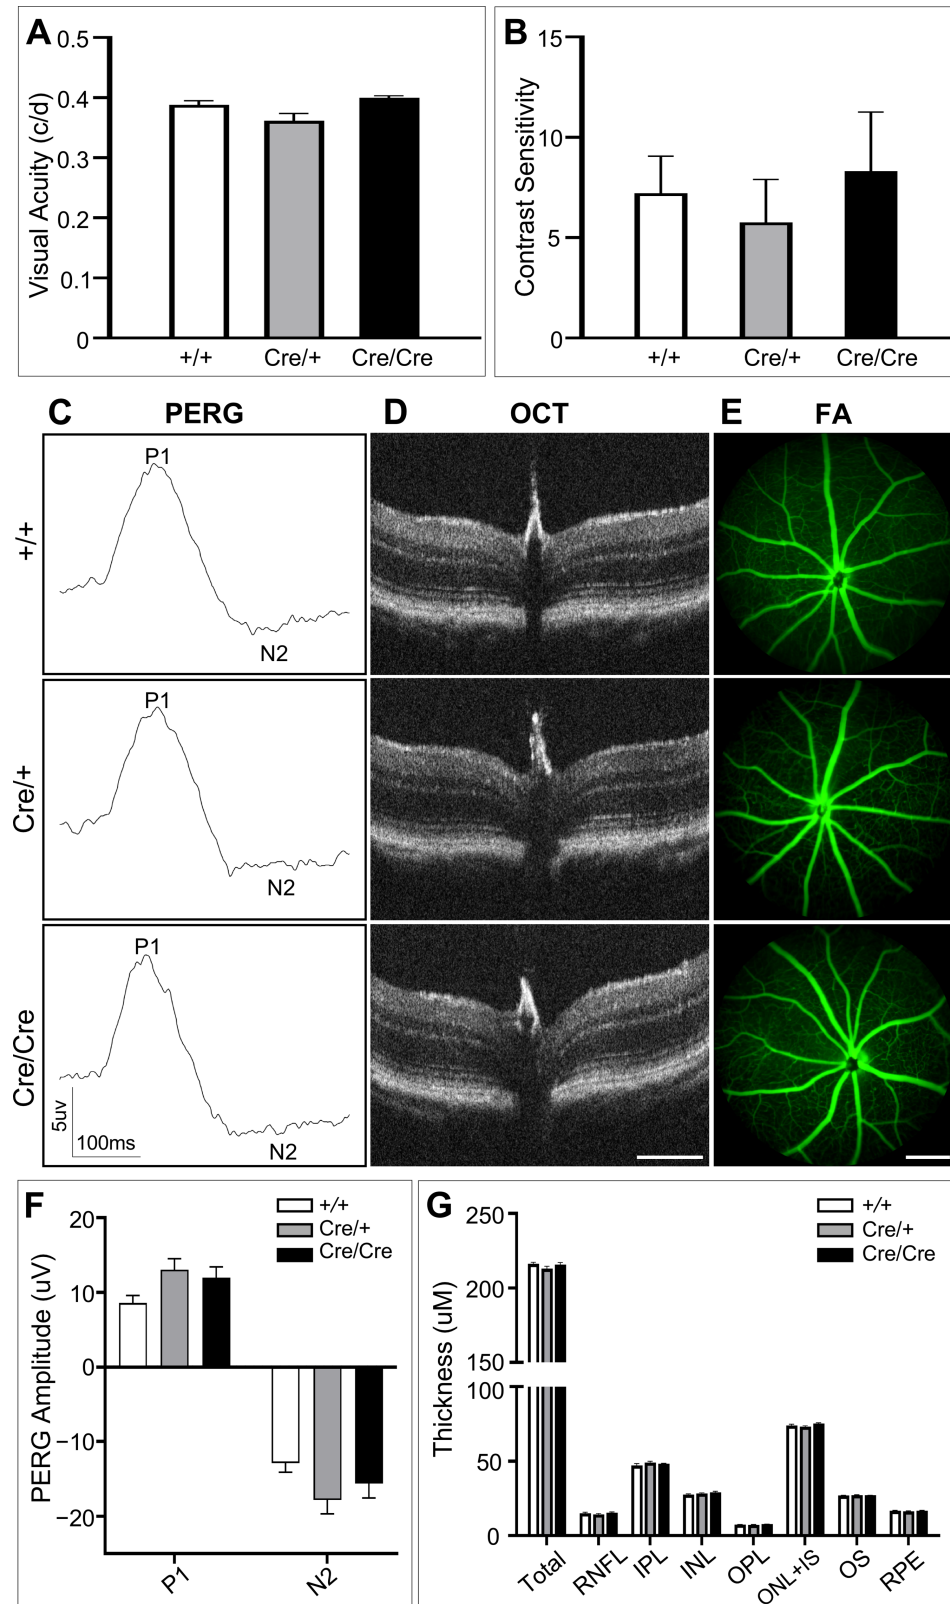 A
0.5
0.4
0.3
0.2
0.1
0
Visual Acuity (c/d)
+/+ Cre/+ Cre/Cre
B
15
10
5
0
Contrast Sensitivity
+/+ Cre/+ Cre/Cre
C PERG D OCT E FA
+/+
P1
N2
Cre/+
P1
N2
Cre/Cre
P1
N2
5uv
100ms
F
+/+
Cre/+
Cre/Cre
20
10
0
−10
−20
PERG Amplitude (uV)
P1 N2
G
+/+
Cre/+
Cre/Cre
250
200
150
100
50
0
Thickness (uM)
Total RNFL IPL INL OPL ONL+IS OS RPE